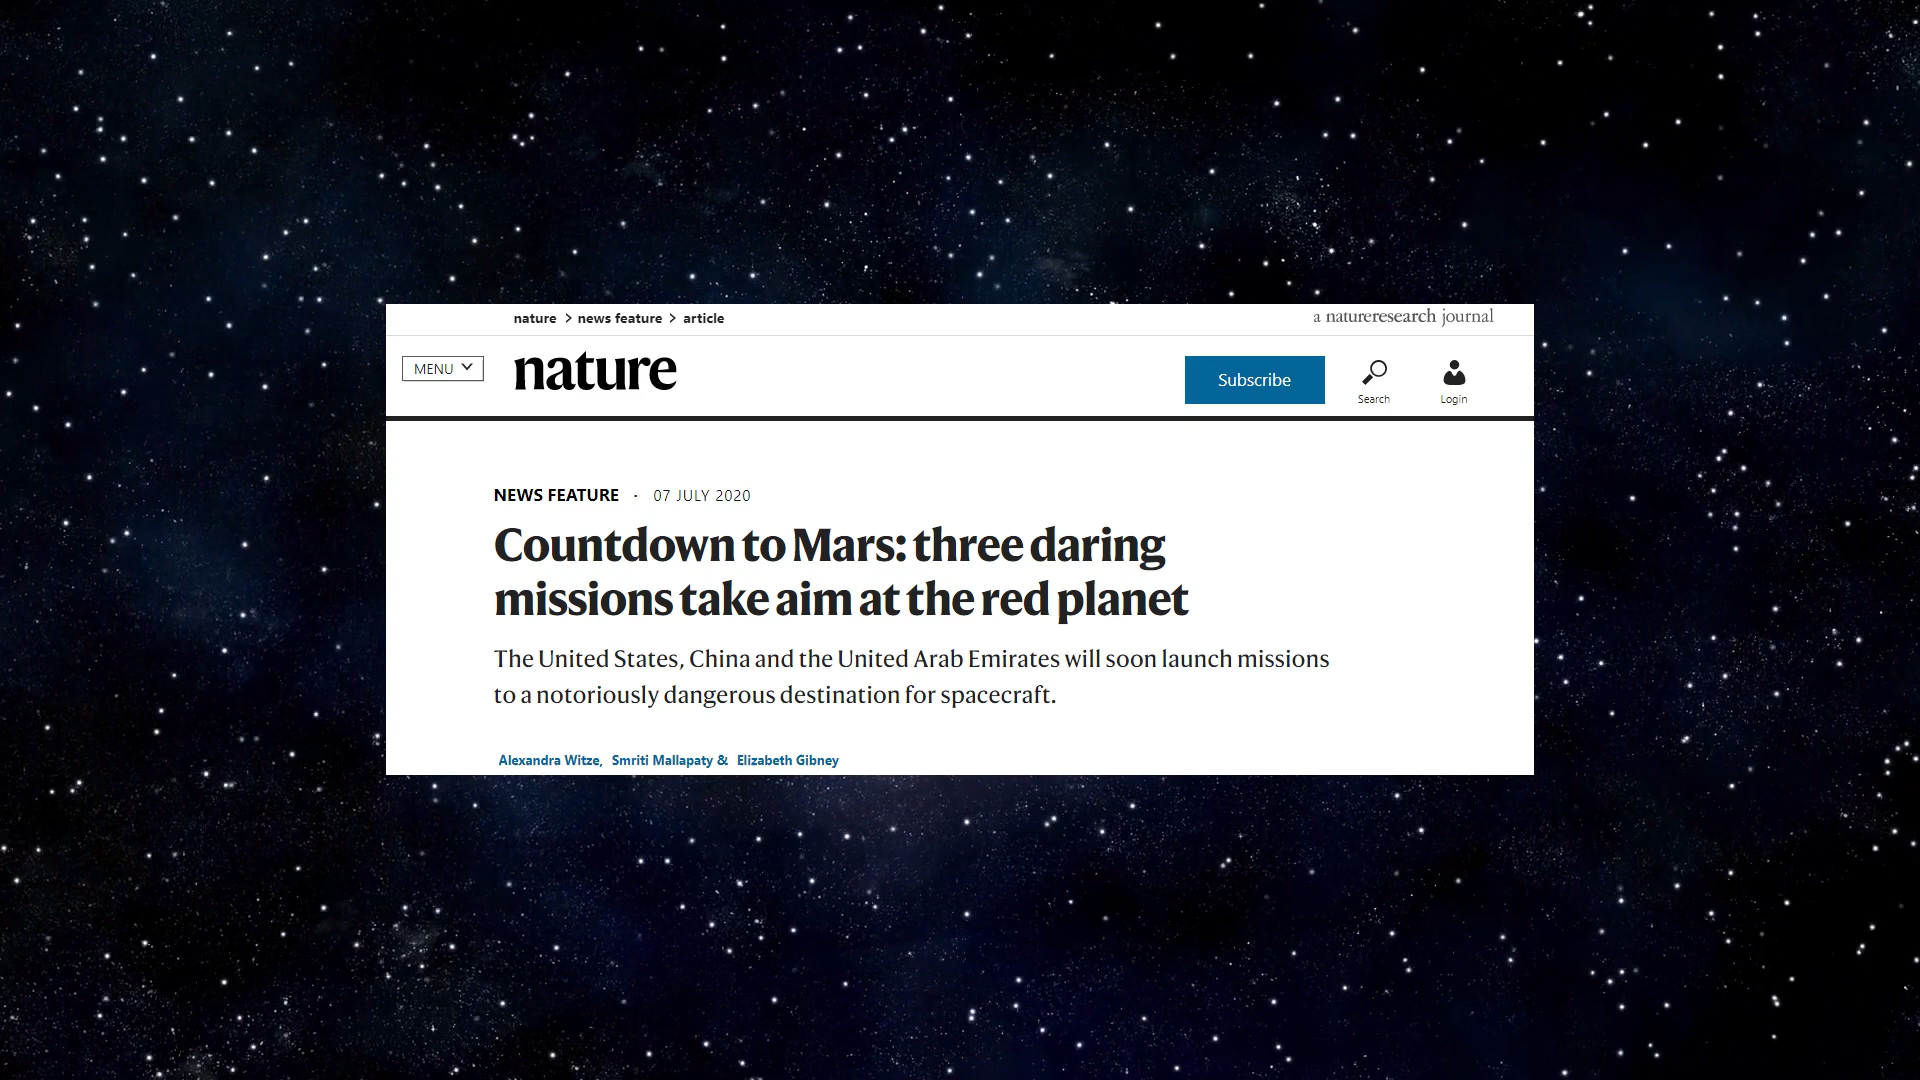 nature > news feature > article
a natureresearch journal
MENU
nature
Subscribe
Search
Login
NEWS FEATURE · 07 JULY 2020
Countdown to Mars: three daring
missions take aim at the red planet
The United States, China and the United Arab Emirates will soon launch missions
to a notoriously dangerous destination for spacecraft.
Alexandra Witze, Smriti Mallapaty & Elizabeth Gibney